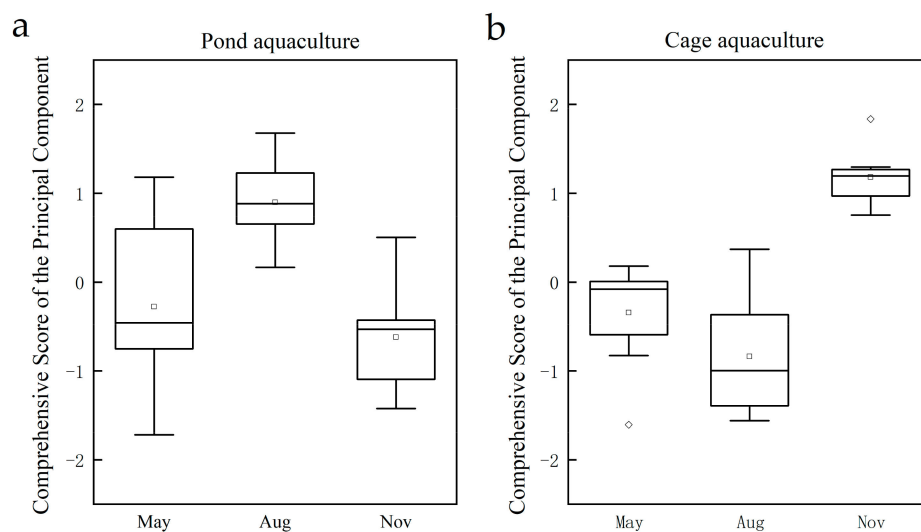 a
Pond aquaculture
Comprehensive Score of the Principal Component
2
1
0
−1
−2
May Aug Nov
b
Cage aquaculture
Comprehensive Score of the Principal Component
2
1
0
−1
−2
May Aug Nov